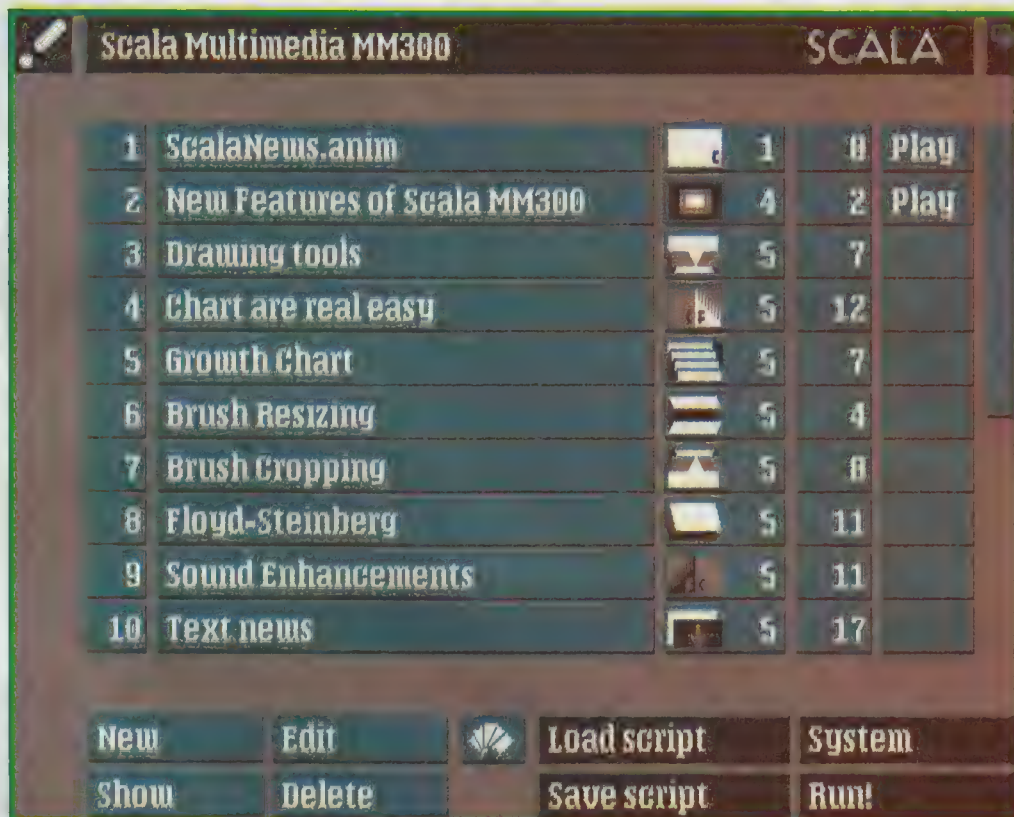 Scala Multimedia MM300 SCALA
1 ScalaNews.anim 1 0 Play
2 New Features of Scala MM300 4 2 Play
3 Drawing tools 5 7
4 Chart are real easy 5 12
5 Growth Chart 5 7
6 Brush Resizing 5 4
7 Brush Cropping 5 8
8 Floyd-Steinberg 5 11
9 Sound Enhancements 5 11
10 Text news 5 17
New Edit Load script System
Show Delete Save script Run!